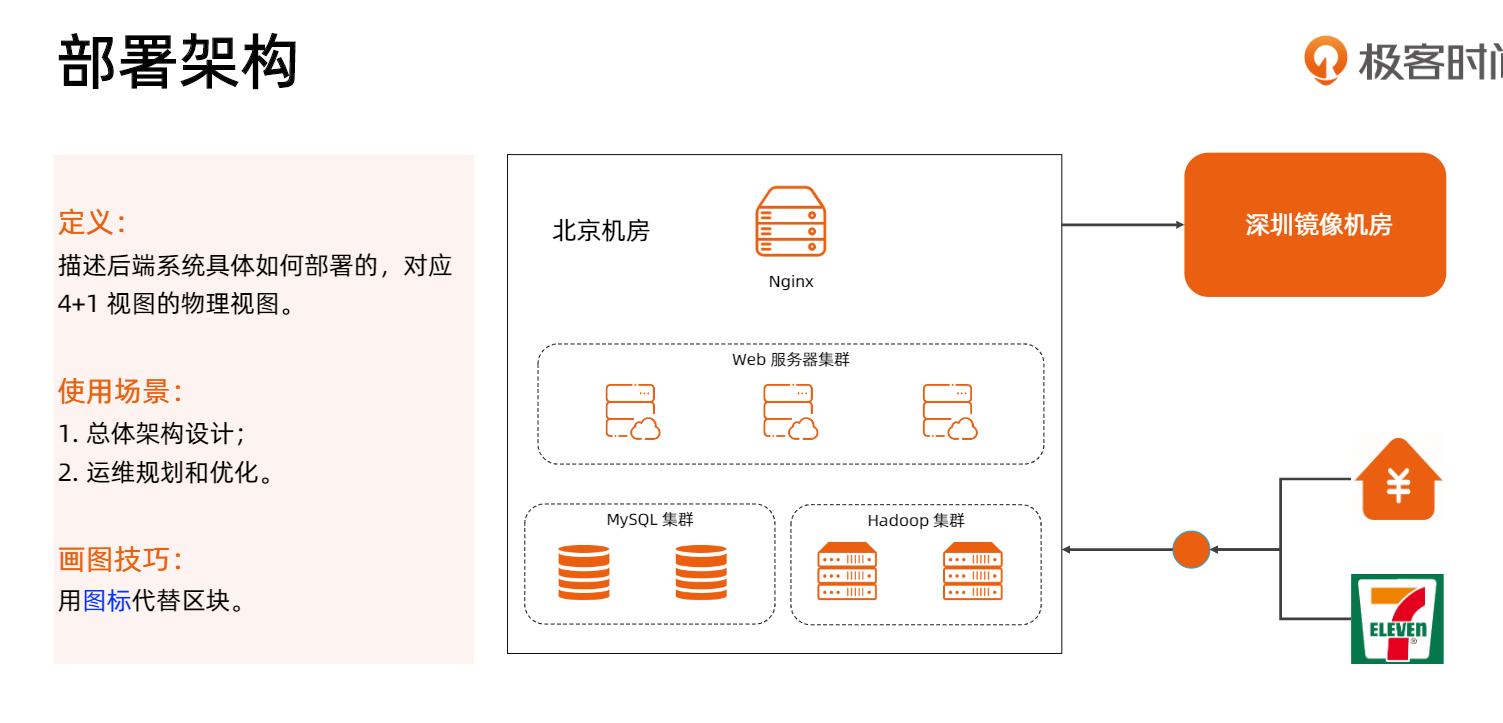 部署架构
极客时间
定义：
描述后端系统具体如何部署的，对应
4+1 视图的物理视图。
使用场景：
1. 总体架构设计；
2. 运维规划和优化。
画图技巧：
用图标代替区块。
北京机房
Nginx
Web 服务器集群
MySQL 集群
Hadoop 集群
深圳镜像机房
¥
7
ELEVEN
®